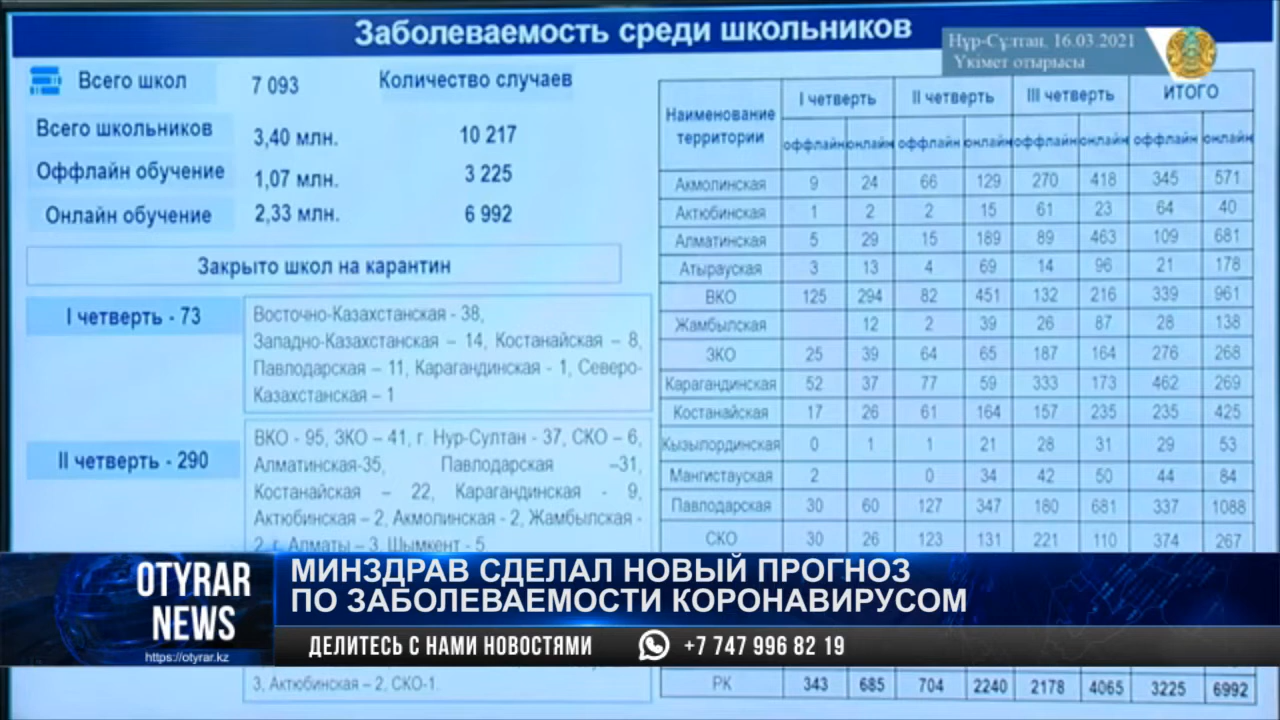 Заболеваемость среди школьников
Нұр-Сұлтан, 16.03.2021
Үкімет отырысы
Всего школ 7 093 Количество случаев
Всего школьников 3,40 млн. 10 217
Оффлайн обучение 1,07 млн. 3 225
Онлайн обучение 2,33 млн. 6 992
Закрыто школ на карантин
I четверть - 73
Восточно-Казахстанская - 38,
Западно-Казахстанская – 14, Костанайская – 8,
Павлодарская – 11, Карагандинская - 1, Северо-
Казахстанская – 1
II четверть - 290
ВКО - 95, ЗКО – 41, г. Нур-Султан - 37, СКО – 6,
Алматинская-35, Павлодарская –31,
Костанайская – 22, Карагандинская - 9,
Актюбинская – 2, Акмолинская - 2, Жамбылская -
2, г. Алматы – 3, Шымкент - 5
3, Актюбинская – 2, СКО-1.
Наименование территории I четверть II четверть III четверть ИТОГО
оффлайн онлайн оффлайн онлайн оффлайн онлайн оффлайн онлайн
Акмолинская 9 24 66 129 270 418 345 571
Актюбинская 1 2 2 15 61 23 64 40
Алматинская 5 29 15 189 89 463 109 681
Атырауская 3 13 4 69 14 96 21 178
ВКО 125 294 82 451 132 216 339 961
Жамбылская 12 2 39 26 87 28 138
ЗКО 25 39 64 65 187 164 276 268
Карагандинская 52 37 77 59 333 173 462 269
Костанайская 17 26 61 164 157 235 235 425
Кызылординская 0 1 1 21 28 31 29 53
Мангистауская 2 0 34 42 50 44 84
Павлодарская 30 60 127 347 180 681 337 1088
СКО 30 26 123 131 221 110 374 267
РК 343 685 704 2240 2178 4065 3225 6992
OTYRAR
NEWS
https://otyrar.kz
МИНЗДРАВ СДЕЛАЛ НОВЫЙ ПРОГНОЗ
ПО ЗАБОЛЕВАЕМОСТИ КОРОНАВИРУСОМ
ДЕЛИТЕСЬ С НАМИ НОВОСТЯМИ +7 747 996 82 19